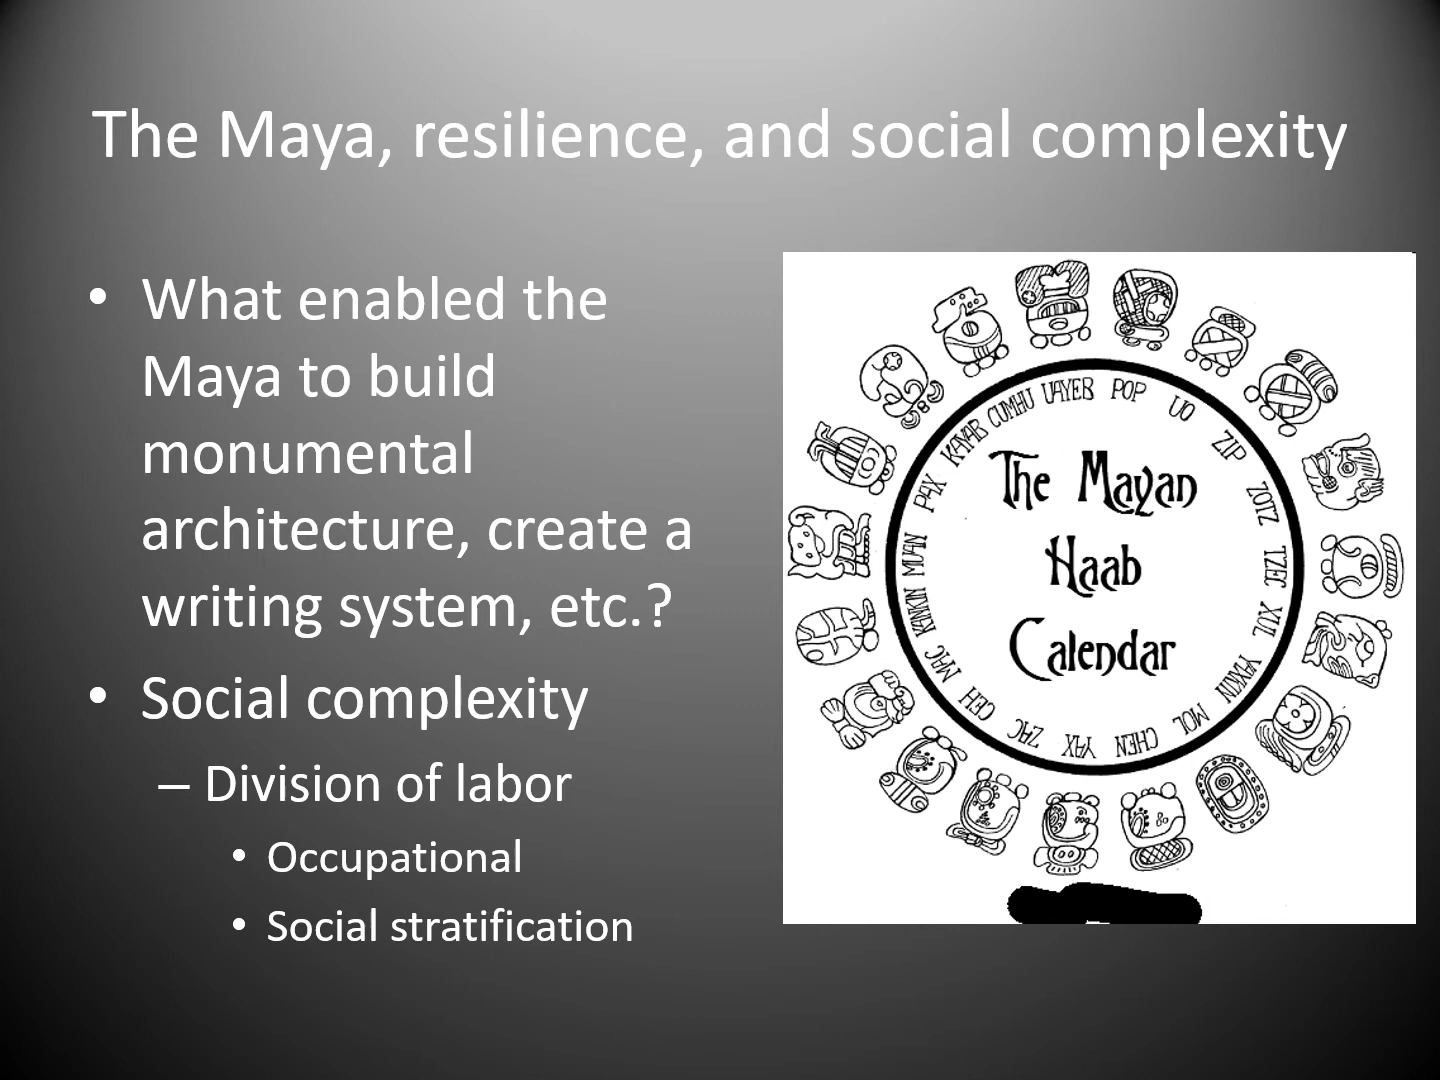 The Maya, resilience, and social complexity
• What enabled the
Maya to build
monumental
architecture, create a
writing system, etc.?
• Social complexity
– Division of labor
• Occupational
• Social stratification
The Mayan
Haab
Calendar
POP
UO
ZIP
ZOTZ
TZEC
XUL
YAXKIN
MOL
CHEN
YAX
ZAC
CEH
MAC
KANKIN
MUAN
PAX
KAYAB
CUMHU
UAYEB